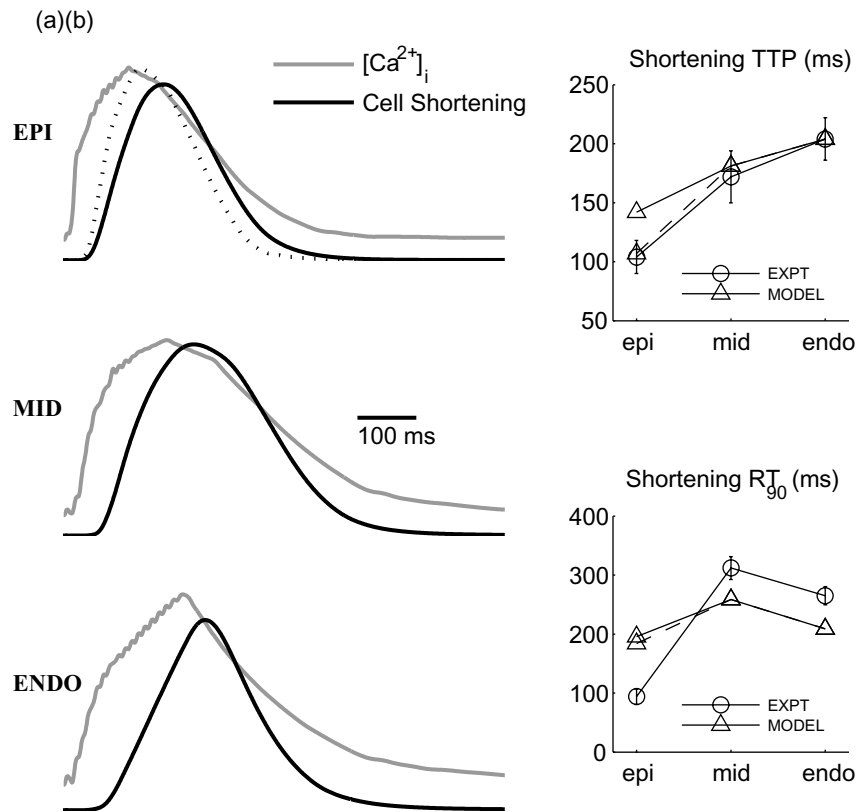 (a)(b)
[Ca2+]i
Cell Shortening
EPI
MID
100 ms
ENDO
Shortening TTP (ms)
250
200
150
100
50
EXPT
MODEL
epi mid endo
Shortening RT90 (ms)
400
300
200
100
0
EXPT
MODEL
epi mid endo